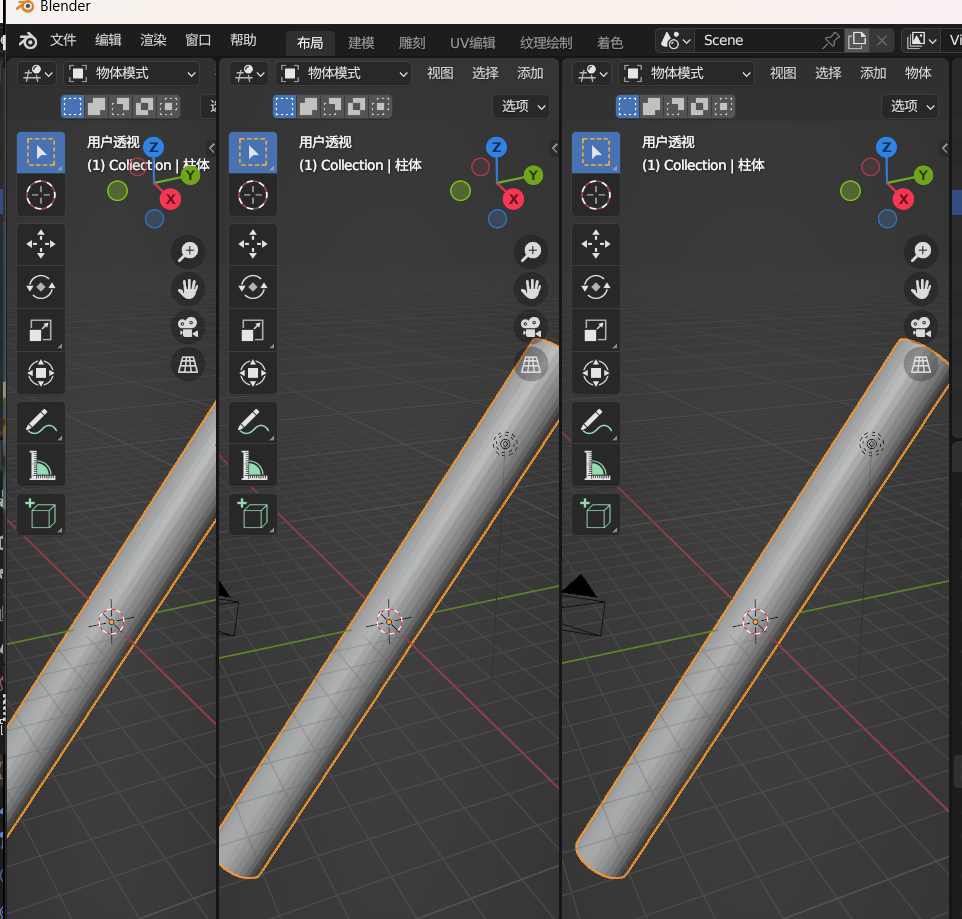 Blender
文件 编辑 渲染 窗口 帮助 布局 建模 雕刻 UV编辑 纹理绘制 着色 Scene Vi
物体模式 物体模式 视图 选择 添加 物体模式 视图 选择 添加 物体
选项 选项
用户透视 用户透视 用户透视
(1) Collection | 柱体 (1) Collection | 柱体 (1) Collection | 柱体
Z Z Z
Y Y Y
X X X